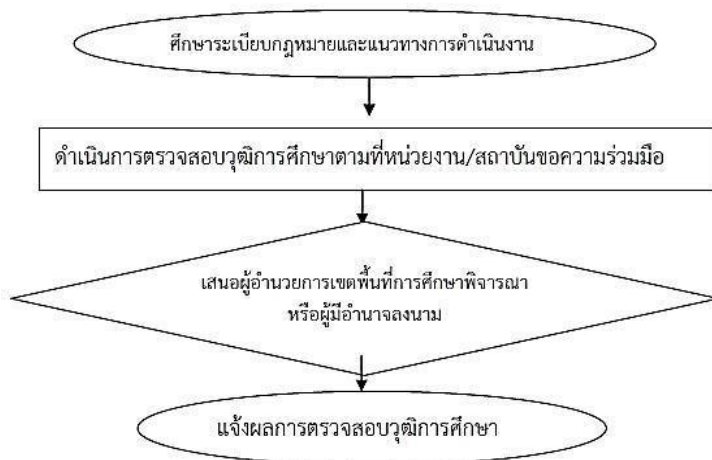 ศึกษาระเบียบกฎหมายและแนวทางการดำเนินงาน
ดำเนินการตรวจสอบวุฒิการศึกษาตามที่หน่วยงาน/สถาบันขอความร่วมมือ
เสนอผู้อำนวยการเขตพื้นที่การศึกษาพิจารณา
หรือผู้มีอำนาจลงนาม
แจ้งผลการตรวจสอบวุฒิการศึกษา